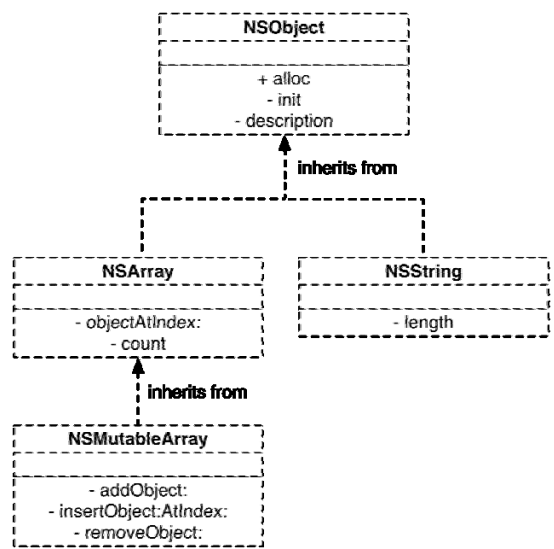 NSObject
+ alloc
- init
- description
inherits from
NSArray
- objectAtIndex:
- count
NSString
- length
inherits from
NSMutableArray
- addObject:
- insertObject:AtIndex:
- removeObject: